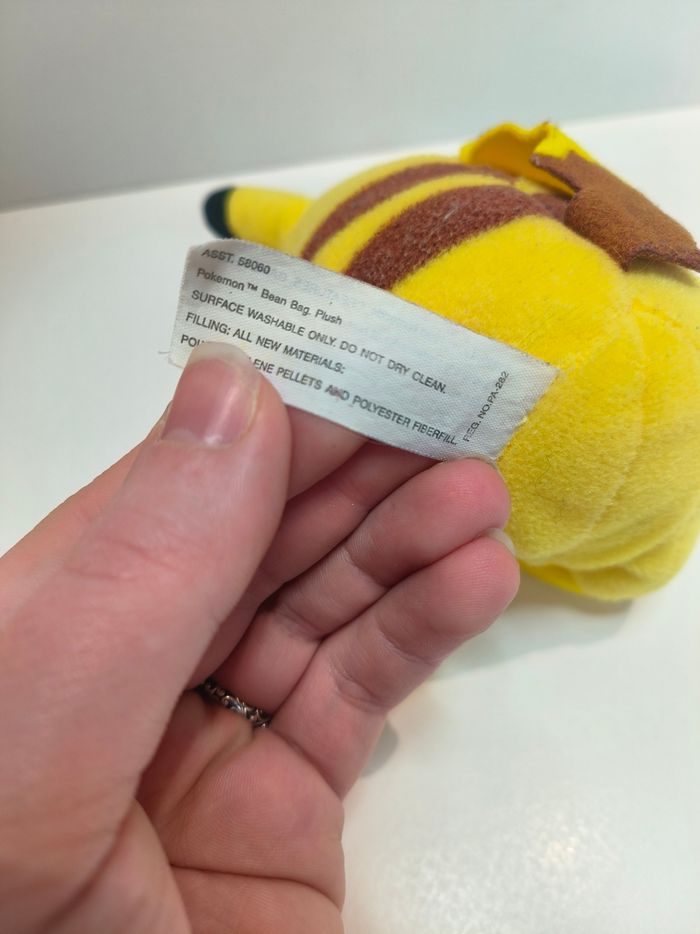 ASST. 58060
Pokemon™ Bean Bag Plush
SURFACE WASHABLE ONLY. DO NOT DRY CLEAN.
FILLING: ALL NEW MATERIALS:
PELLETS AND POLYESTER FIBERFILL.
REG. NO.PA-282